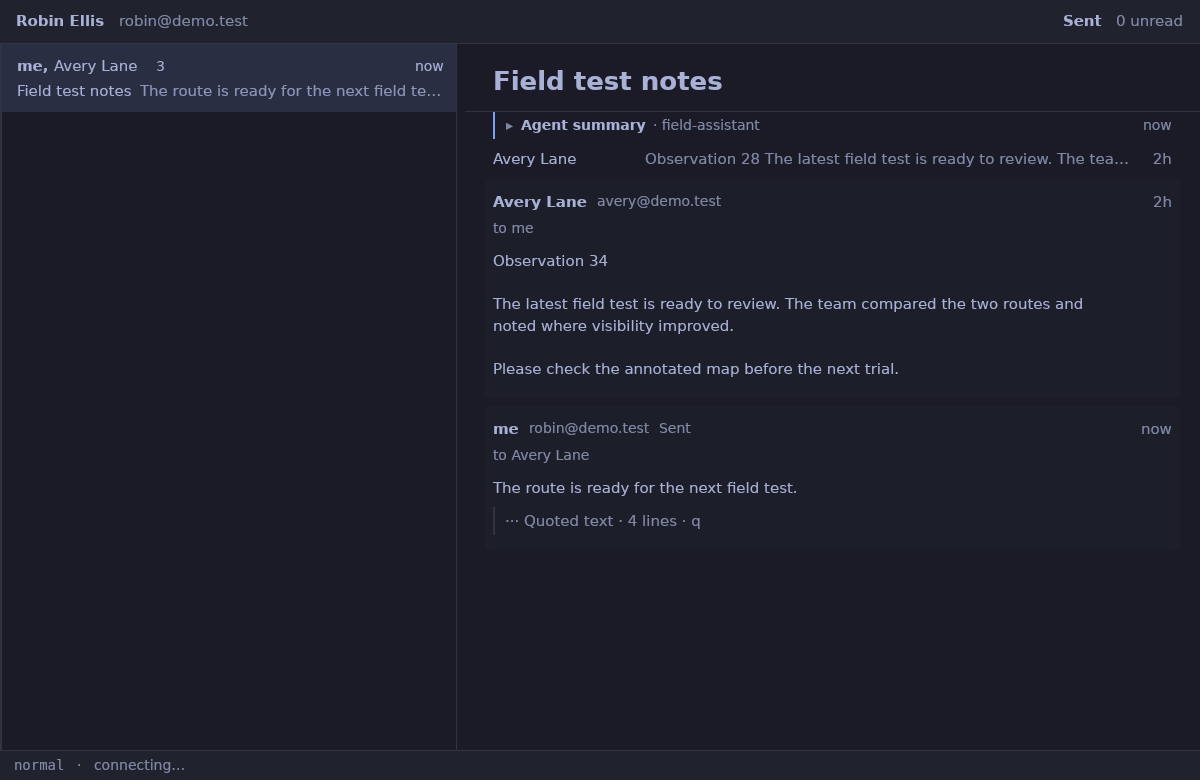 Robin Ellis robin@demo.test
Sent 0 unread
me, Avery Lane 3 now
Field test notes The route is ready for the next field te…
Field test notes
▸ Agent summary · field-assistant now
Avery Lane Observation 28 The latest field test is ready to review. The tea… 2h
Avery Lane avery@demo.test 2h
to me
Observation 34
The latest field test is ready to review. The team compared the two routes and
noted where visibility improved.
Please check the annotated map before the next trial.
me robin@demo.test Sent now
to Avery Lane
The route is ready for the next field test.
··· Quoted text · 4 lines · q
normal · connecting…